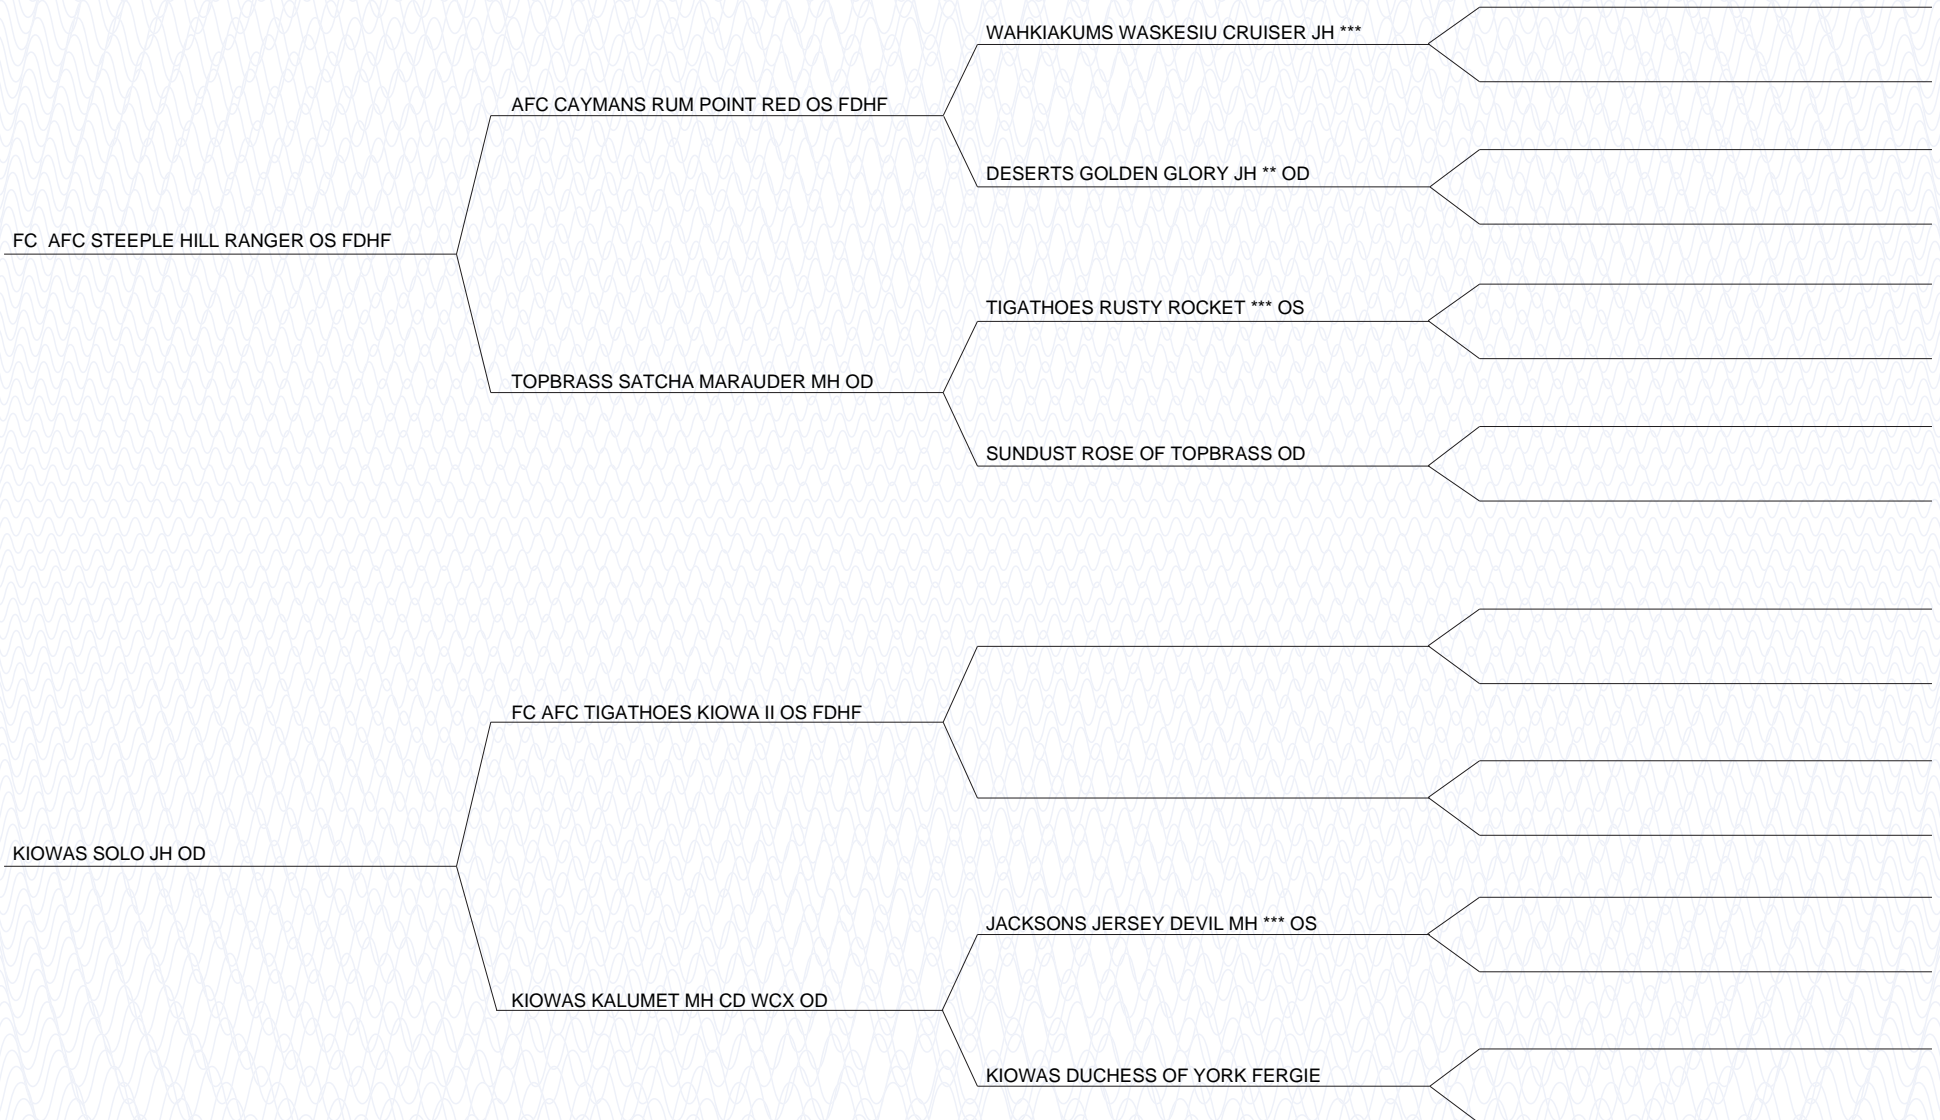 WAHKIAKUMS WASKESIU CRUISER JH ***
AFC CAYMANS RUM POINT RED OS FDHF
DESERTS GOLDEN GLORY JH ** OD
FC  AFC STEEPLE HILL RANGER OS FDHF
TIGATHOES RUSTY ROCKET *** OS
TOPBRASS SATCHA MARAUDER MH OD
SUNDUST ROSE OF TOPBRASS OD
FC AFC TIGATHOES KIOWA II OS FDHF
KIOWAS SOLO JH OD
JACKSONS JERSEY DEVIL MH *** OS
KIOWAS KALUMET MH CD WCX OD
KIOWAS DUCHESS OF YORK FERGIE